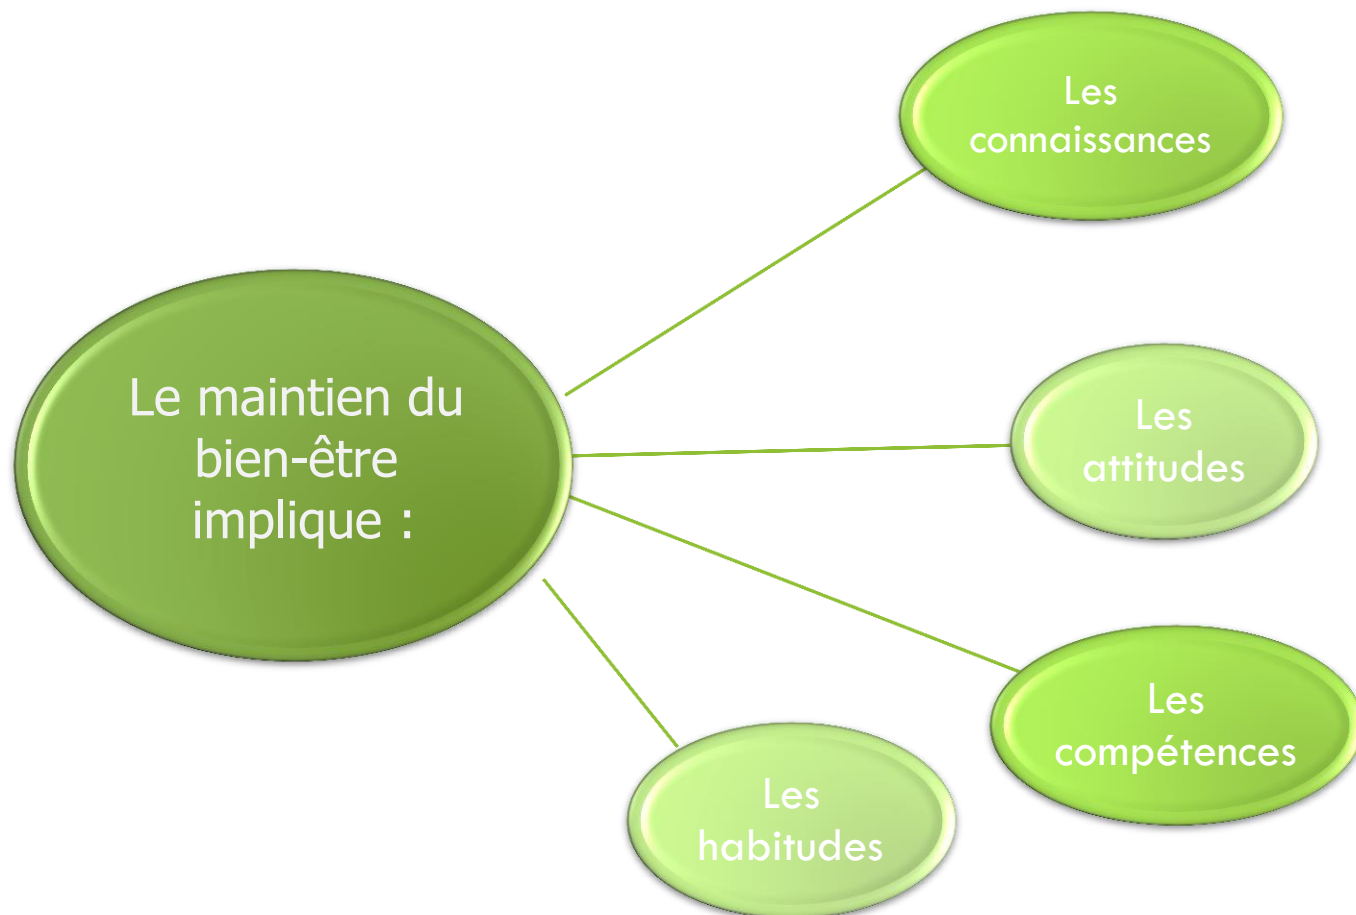 Le maintien du
bien-être
implique :
Les
connaissances
Les
attitudes
Les
compétences
Les
habitudes